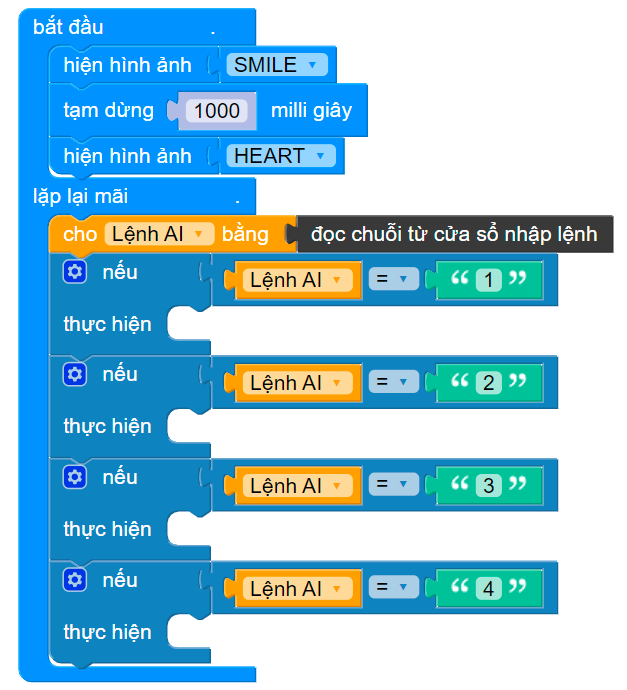 bắt đầu .
hiện hình ảnh SMILE
tạm dừng 1000 milli giây
hiện hình ảnh HEART
lặp lại mãi .
cho Lệnh AI bằng đọc chuỗi từ cửa sổ nhập lệnh
nếu Lệnh AI = “ 1 ”
thực hiện
nếu Lệnh AI = “ 2 ”
thực hiện
nếu Lệnh AI = “ 3 ”
thực hiện
nếu Lệnh AI = “ 4 ”
thực hiện